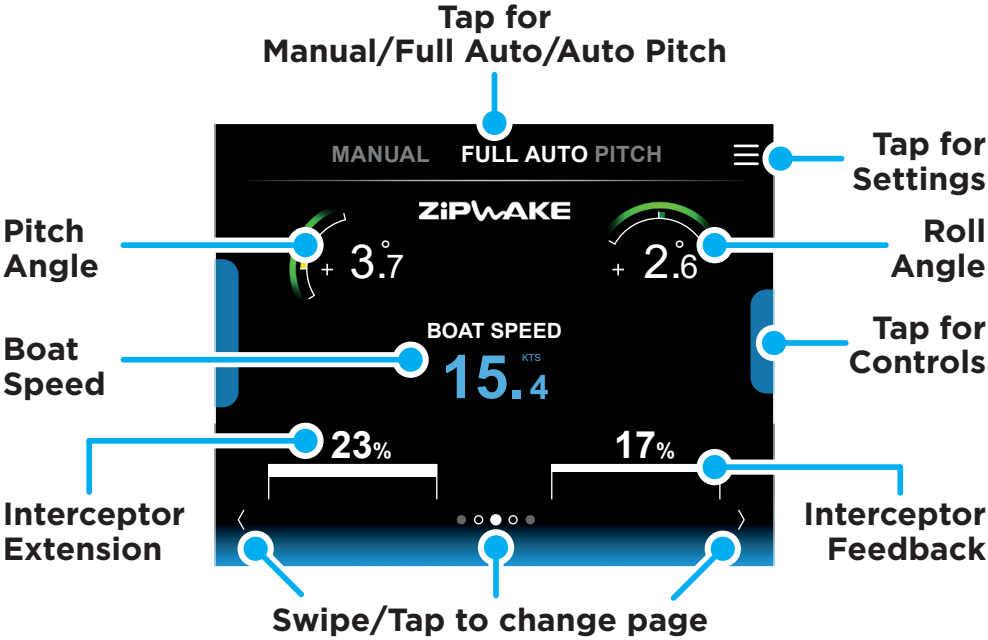 Tap for
Manual/Full Auto/Auto Pitch
MANUAL FULL AUTO PITCH
Tap for
Settings
ZiPWAKE
Pitch
Angle
+ 3.7°
+ 2.6°
Roll
Angle
BOAT SPEED
Boat
Speed
15.4 KTS
Tap for
Controls
23%
17%
Interceptor
Extension
Interceptor
Feedback
Swipe/Tap to change page